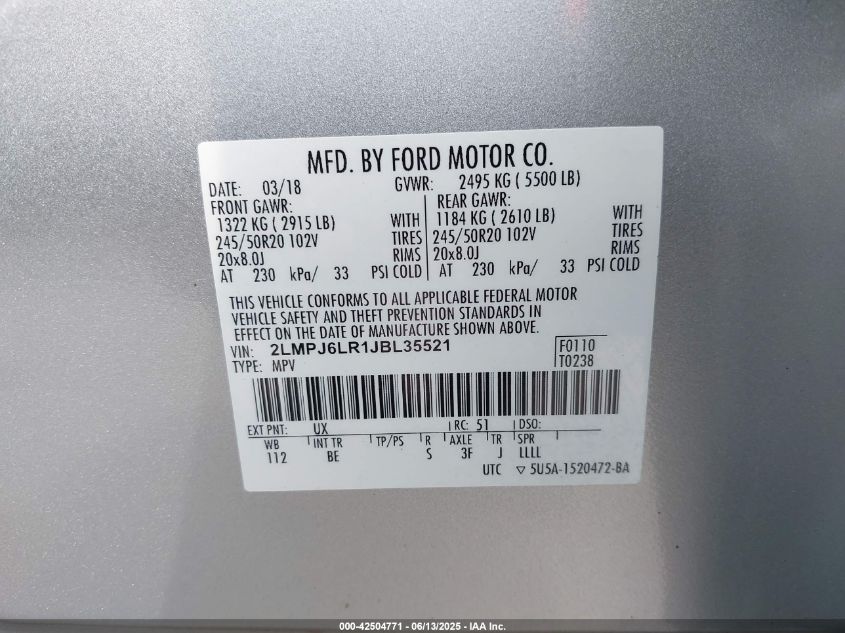 MFD. BY FORD MOTOR CO.
DATE: 03/18 GVWR: 2495 KG ( 5500 LB)
FRONT GAWR: REAR GAWR:
1322 KG ( 2915 LB) WITH 1184 KG ( 2610 LB) WITH
245/50R20 102V TIRES 245/50R20 102V TIRES
20x8.0J RIMS 20x8.0J RIMS
AT 230 kPa/ 33 PSI COLD AT 230 kPa/ 33 PSI COLD
THIS VEHICLE CONFORMS TO ALL APPLICABLE FEDERAL MOTOR
VEHICLE SAFETY AND THEFT PREVENTION STANDARDS IN
EFFECT ON THE DATE OF MANUFACTURE SHOWN ABOVE.
VIN: 2LMPJ6LR1JBL35521 F0110
TYPE: MPV T0238
EXT PNT: UX RC: 51 DSO:
WB INT TR TP/PS R AXLE TR SPR
112 BE S 3F J LLLL
UTC ▽ 5U5A-1520472-BA
000-42504771 - 06/13/2025 - IAA Inc.